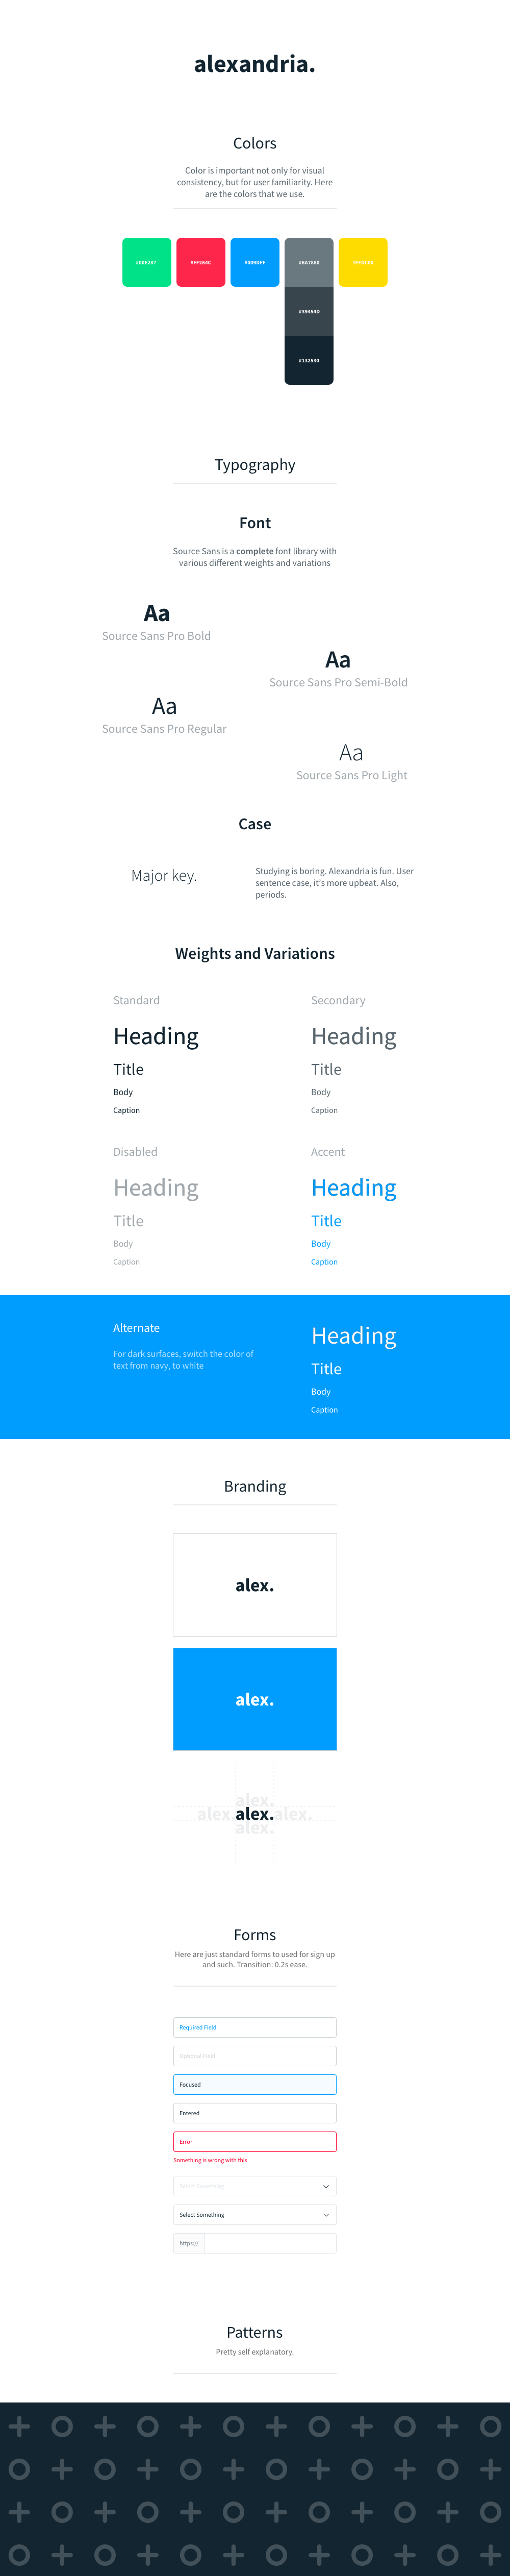 alexandria.
Colors
Color is important not only for visual
consistency, but for user familiarity. Here
are the colors that we use.
#00E287
#FF264C
#009DFF
#6A7880
#FFDC00
#39454D
#132530
Typography
Font
Source Sans is a complete font library with
various different weights and variations
Aa
Source Sans Pro Bold
Aa
Source Sans Pro Semi-Bold
Aa
Source Sans Pro Regular
Aa
Source Sans Pro Light
Case
Major key.
Studying is boring. Alexandria is fun. User
sentence case, it's more upbeat. Also,
periods.
Weights and Variations
Standard
Heading
Title
Body
Caption
Secondary
Heading
Title
Body
Caption
Disabled
Heading
Title
Body
Caption
Accent
Heading
Title
Body
Caption
Alternate
For dark surfaces, switch the color of
text from navy, to white
Heading
Title
Body
Caption
Branding
alex.
alex.
alex.
alex. alex. alex.
alex.
Forms
Here are just standard forms to used for sign up
and such. Transition: 0.2s ease.
Required Field
Optional Field
Focused
Entered
Error
Something is wrong with this
Select Something
Select Something
https://
Patterns
Pretty self explanatory.